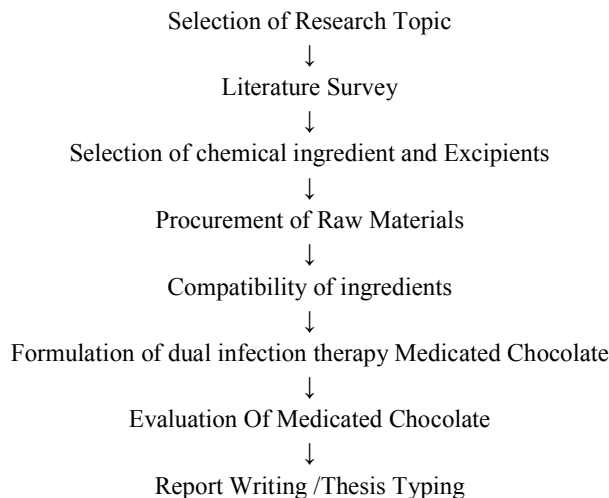 Selection of Research Topic
↓
Literature Survey
↓
Selection of chemical ingredient and Excipients
↓
Procurement of Raw Materials
↓
Compatibility of ingredients
↓
Formulation of dual infection therapy Medicated Chocolate
↓
Evaluation Of Medicated Chocolate
↓
Report Writing /Thesis Typing